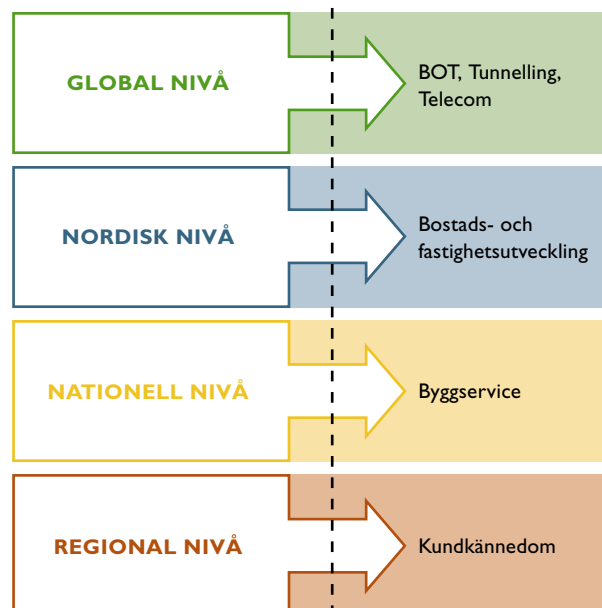 GLOBAL NIVÅ
BOT, Tunnelling,
Telecom
NORDISK NIVÅ
Bostads- och
fastighetsutveckling
NATIONELL NIVÅ
Byggservice
REGIONAL NIVÅ
Kundkännedom